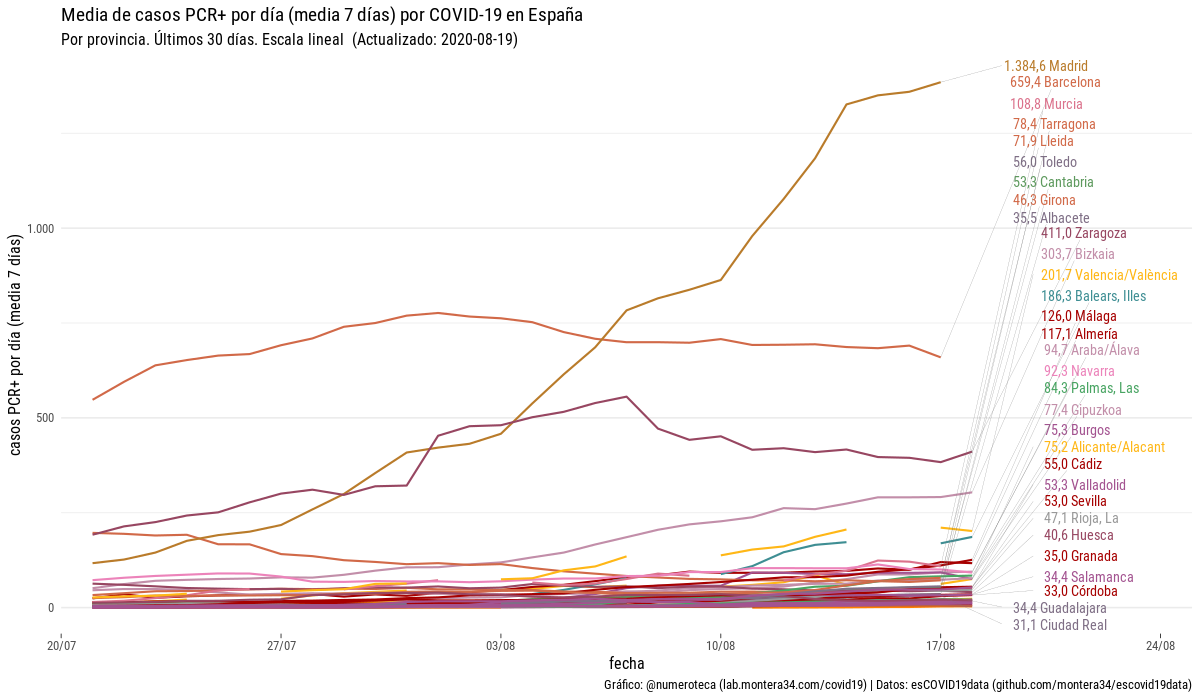 Media de casos PCR+ por día (media 7 días) por COVID-19 en España
Por provincia. Últimos 30 días. Escala lineal (Actualizado: 2020-08-19)
1.384,6 Madrid
659,4 Barcelona
108,8 Murcia
78,4 Tarragona
71,9 Lleida
56,0 Toledo
53,3 Cantabria
46,3 Girona
35,5 Albacete
411,0 Zaragoza
303,7 Bizkaia
201,7 Valencia/València
186,3 Balears, Illes
126,0 Málaga
117,1 Almería
94,7 Araba/Álava
92,3 Navarra
84,3 Palmas, Las
77,4 Gipuzkoa
75,3 Burgos
75,2 Alicante/Alacant
55,0 Cádiz
53,3 Valladolid
53,0 Sevilla
47,1 Rioja, La
40,6 Huesca
35,0 Granada
34,4 Salamanca
33,0 Córdoba
34,4 Guadalajara
31,1 Ciudad Real
casos PCR+ por día (media 7 días)
1.000
500
0
20/07
27/07
03/08
10/08
17/08
24/08
fecha
Gráfico: @numeroteca (lab.montera34.com/covid19) | Datos: esCOVID19data (github.com/montera34/escovid19data)